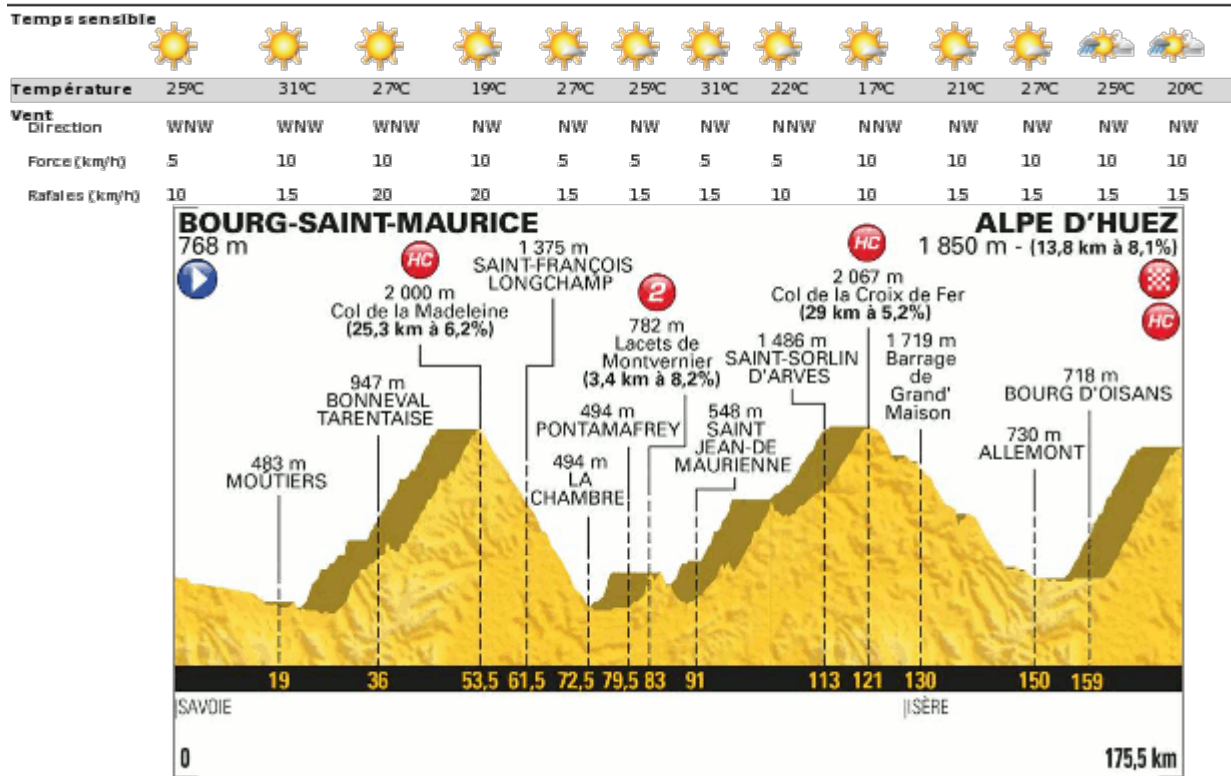 Temps sensible
Température 25ºC 31ºC 27ºC 19ºC 27ºC 25ºC 31ºC 22ºC 17ºC 21ºC 27ºC 25ºC 20ºC
Vent
Direction WNW WNW WNW NW NW NW NW NNW NNW NW NW NW NW
Force (km/h) 5 10 10 10 5 5 5 5 10 10 10 10 10
Rafales (km/h) 10 15 20 20 15 15 15 10 10 15 15 15 15
BOURG-SAINT-MAURICE
768 m
ALPE D'HUEZ
1 850 m - (13,8 km à 8,1%)
HC
2 000 m
Col de la Madeleine
(25,3 km à 6,2%)
1 375 m
SAINT-FRANÇOIS
LONGCHAMP
2
782 m
Lacets de
Montvernier
(3,4 km à 8,2%)
HC
2 067 m
Col de la Croix de Fer
(29 km à 5,2%)
HC
1 486 m
SAINT-SORLIN
D'ARVES
1 719 m
Barrage
de
Grand'
Maison
947 m
BONNEVAL
TARENTAISE
483 m
MOUTIERS
494 m
PONTAMAFREY
494 m
LA
CHAMBRE
548 m
SAINT
JEAN-DE
MAURIENNE
718 m
BOURG D'OISANS
730 m
ALLEMONT
19 36 53,5 61,5 72,5 79,5 83 91 113 121 130 150 159
SAVOIE
ISÈRE
0
175,5 km